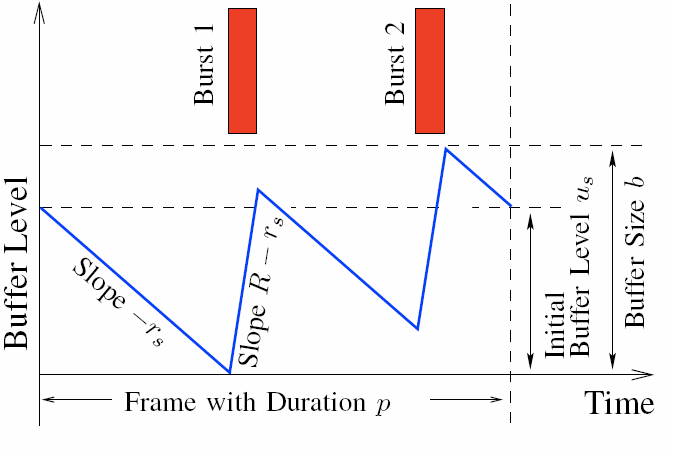 Burst 1
Burst 2
Buffer Level
Slope −r_s
Slope R − r_s
Initial
Buffer Level u_s
Buffer Size b
Frame with Duration p
Time